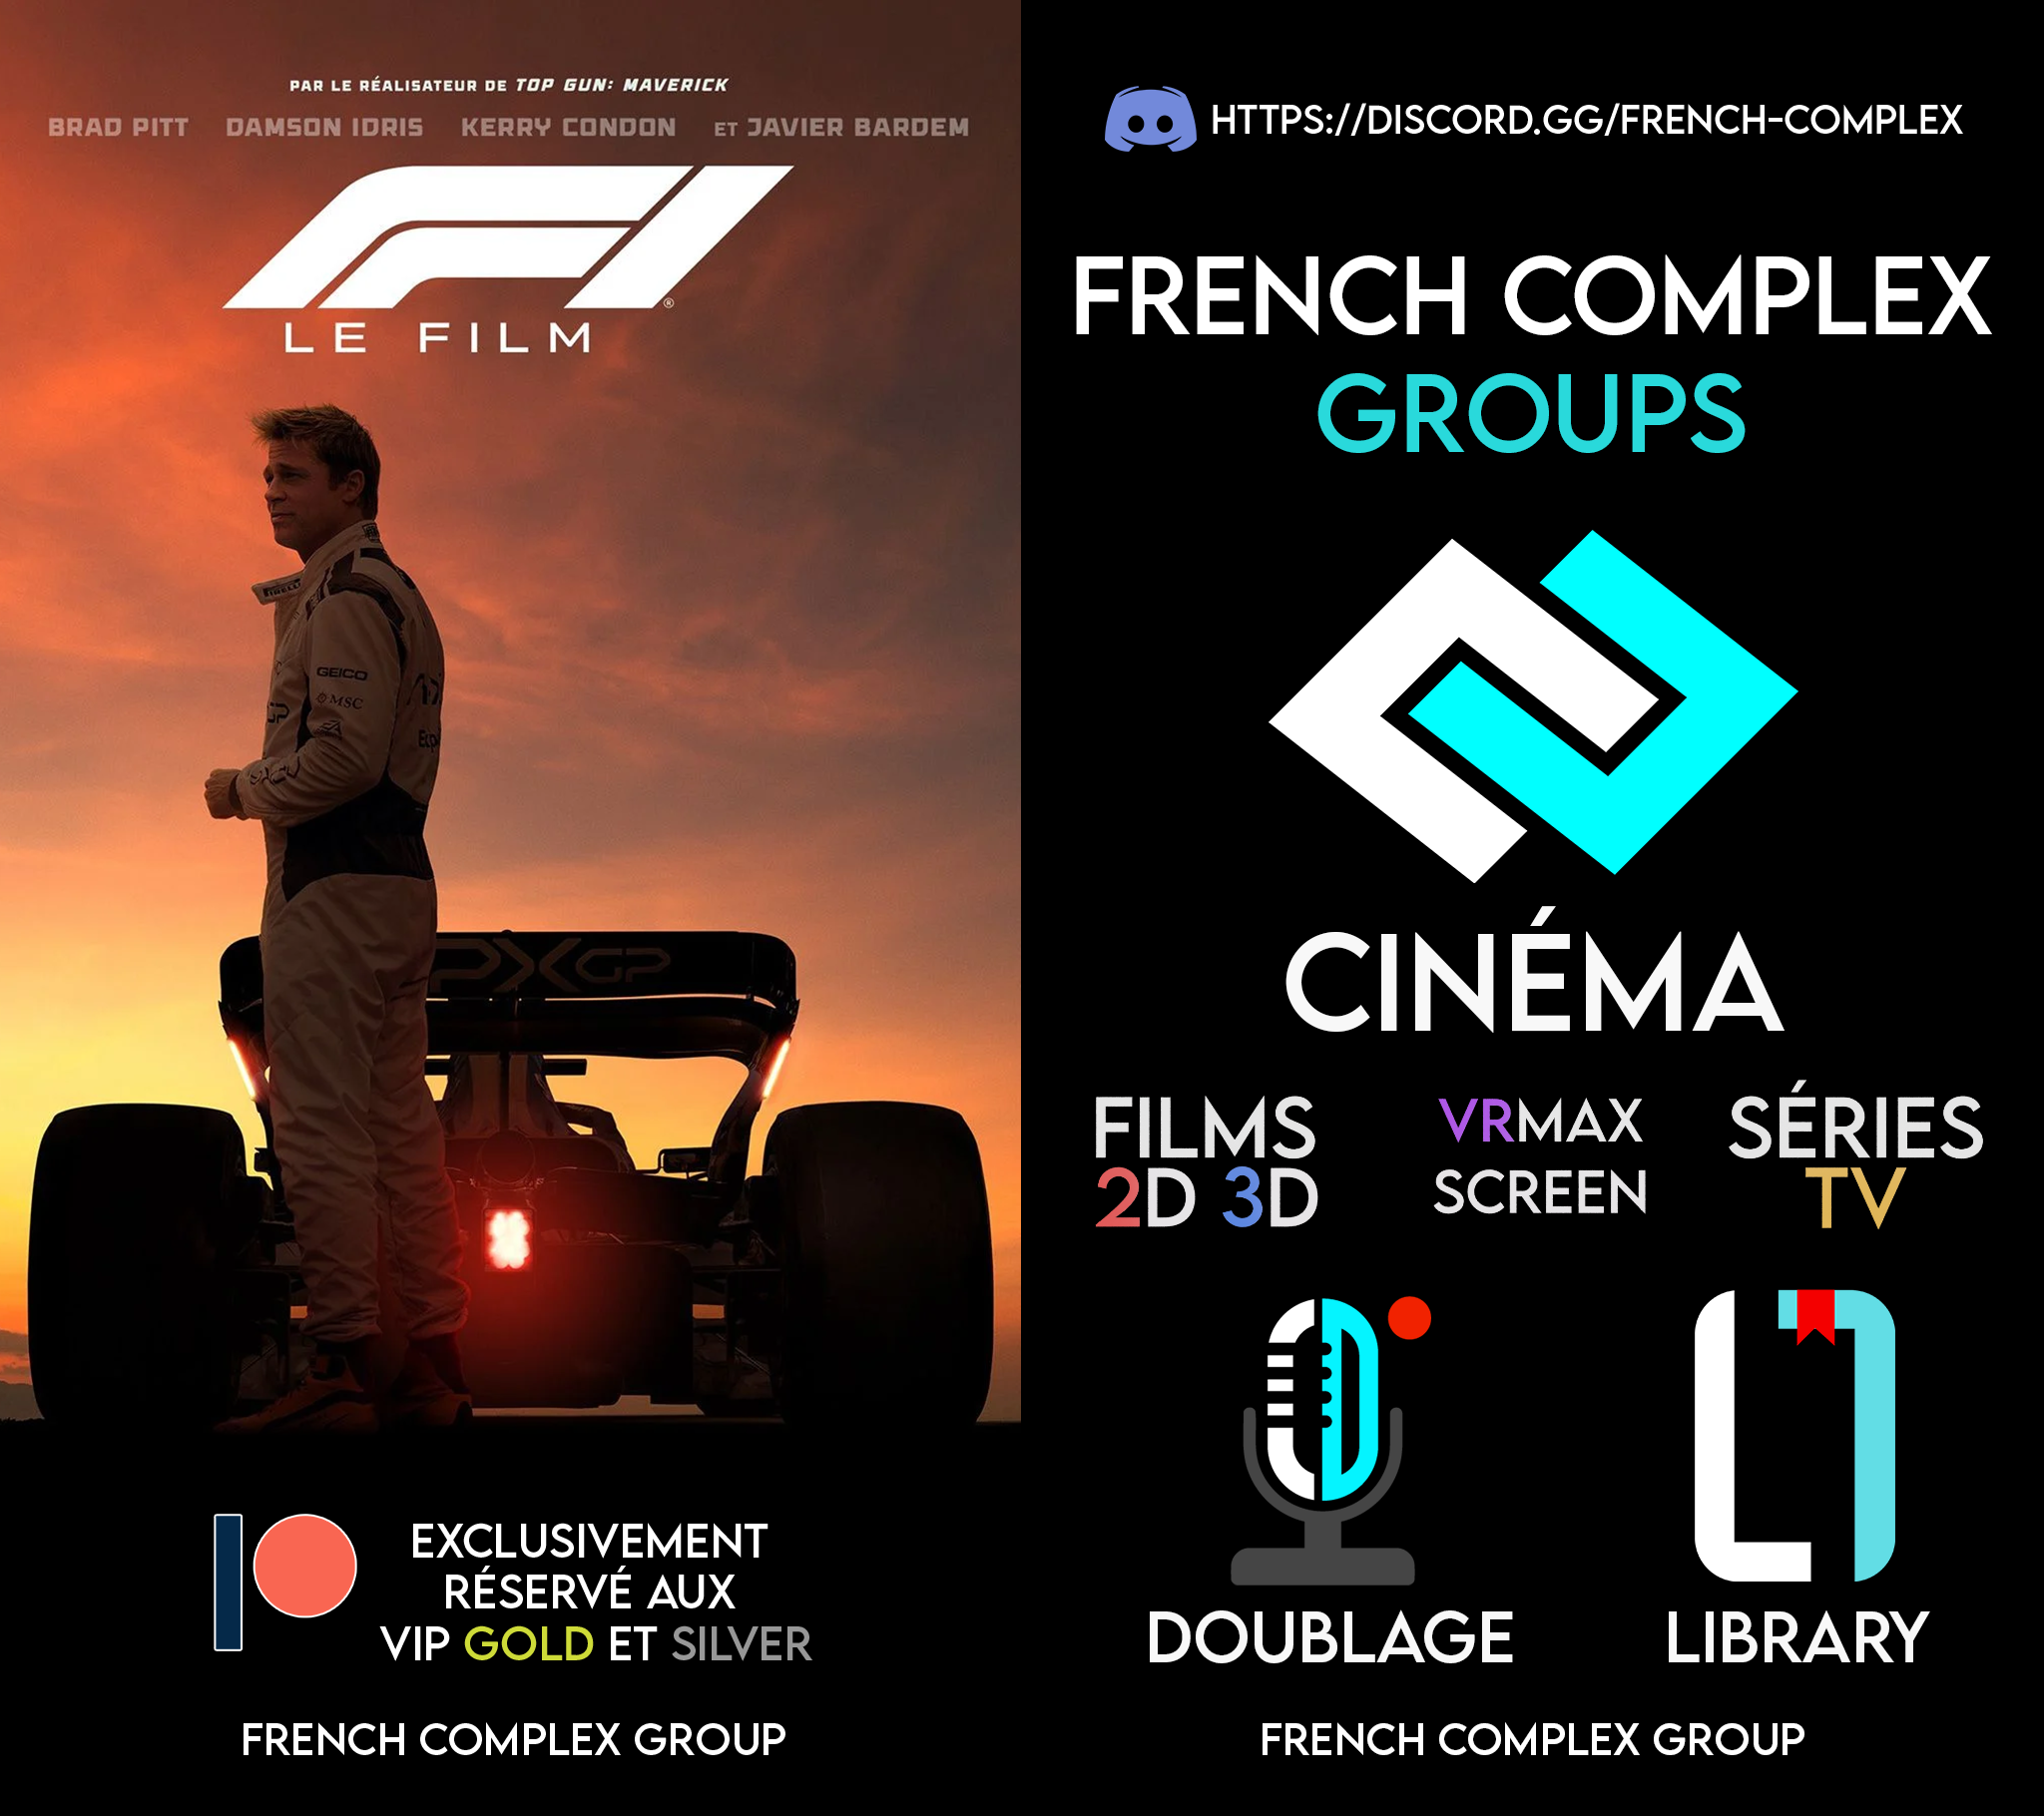 PAR LE RÉALISATEUR DE TOP GUN: MAVERICK
BRAD PITT DAMSON IDRIS KERRY CONDON ET JAVIER BARDEM
F1®
LE FILM
PIRELLI
GEICO
MSC
PXGP
EXCLUSIVEMENT
RÉSERVÉ AUX
VIP GOLD ET SILVER
FRENCH COMPLEX GROUP
HTTPS://DISCORD.GG/FRENCH-COMPLEX
FRENCH COMPLEX
GROUPS
CINÉMA
FILMS
2D 3D
VRMAX
SCREEN
SÉRIES
TV
DOUBLAGE
LIBRARY
FRENCH COMPLEX GROUP